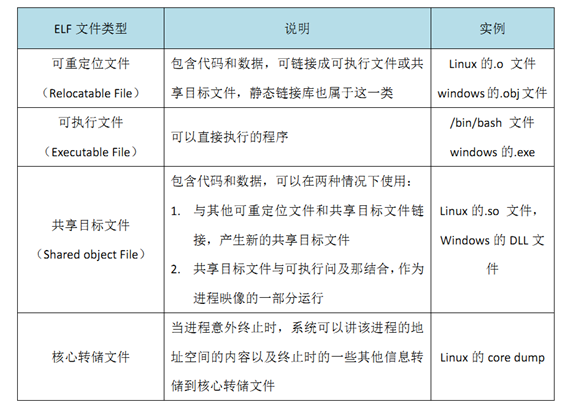 ELF 文件类型
说明
实例
可重定位文件
（Relocatable File）
包含代码和数据，可链接成可执行文件或共
享目标文件，静态链接库也属于这一类
Linux 的.o 文件
windows 的.obj 文件
可执行文件
（Executable File）
可以直接执行的程序
/bin/bash 文件
windows 的.exe
共享目标文件
（Shared object File）
包含代码和数据，可以在两种情况下使用：
1. 与其他可重定位文件和共享目标文件链
接，产生新的共享目标文件
2. 共享目标文件与可执行问及那结合，作为
进程映像的一部分运行
Linux 的.so 文件，
Windows 的 DLL 文
件
核心转储文件
当进程意外终止时，系统可以讲该进程的地
址空间的内容以及终止时的一些其他信息转
储到核心转储文件
Linux 的 core dump